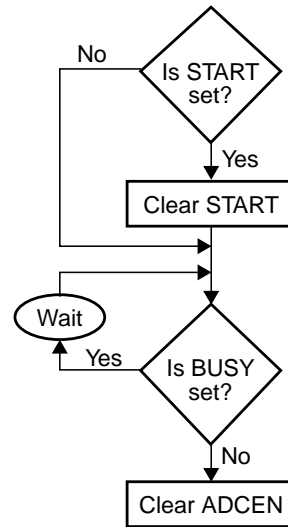 No
Is START
set?
Yes
Clear START
Wait
Yes
Is BUSY
set?
No
Clear ADCEN